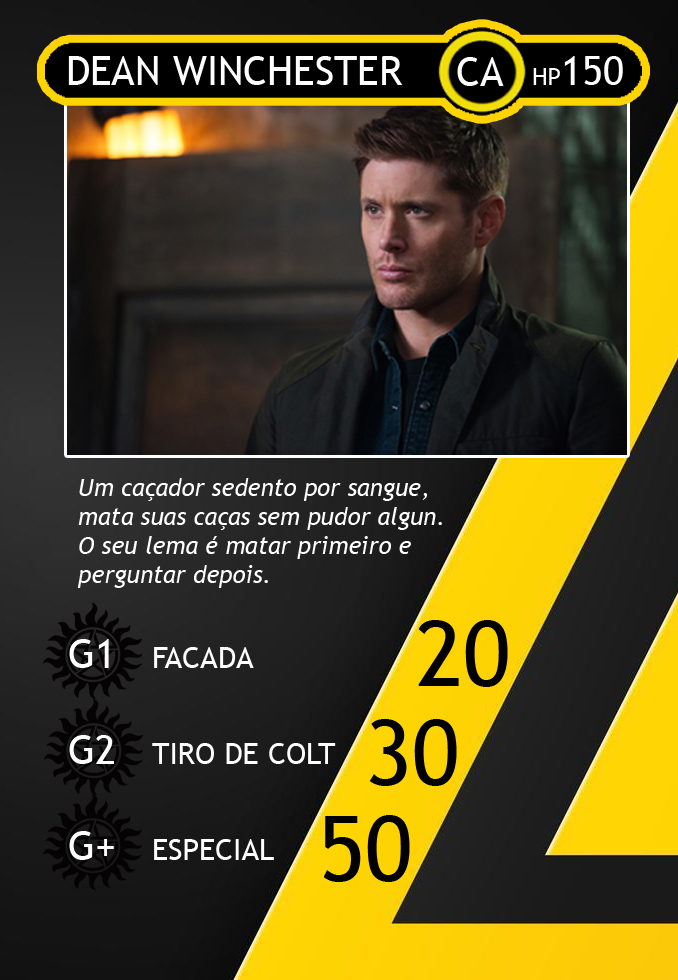 DEAN WINCHESTER CA HP150
Um caçador sedento por sangue,
mata suas caças sem pudor algun.
O seu lema é matar primeiro e
perguntar depois.
G1 FACADA 20
G2 TIRO DE COLT 30
G+ ESPECIAL 50